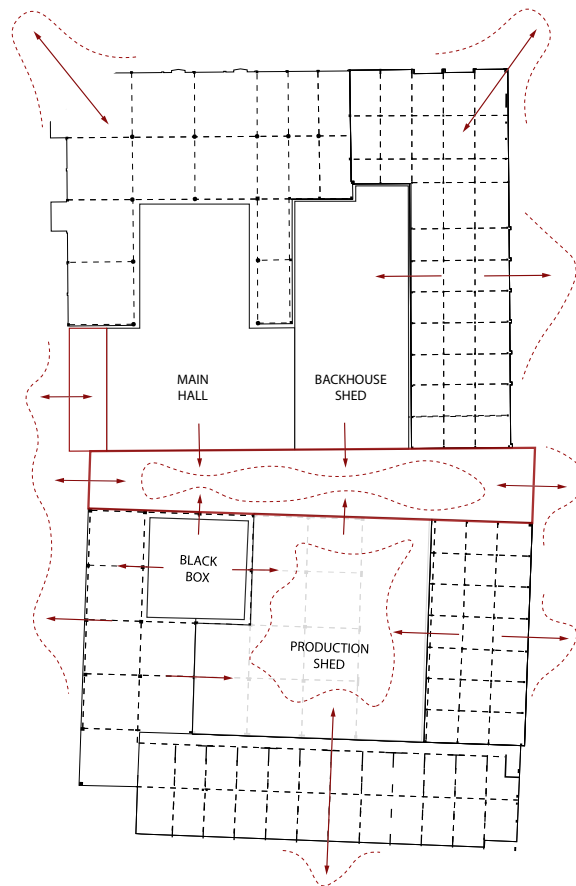 MAIN
HALL
BACKHOUSE
SHED
BLACK
BOX
PRODUCTION
SHED